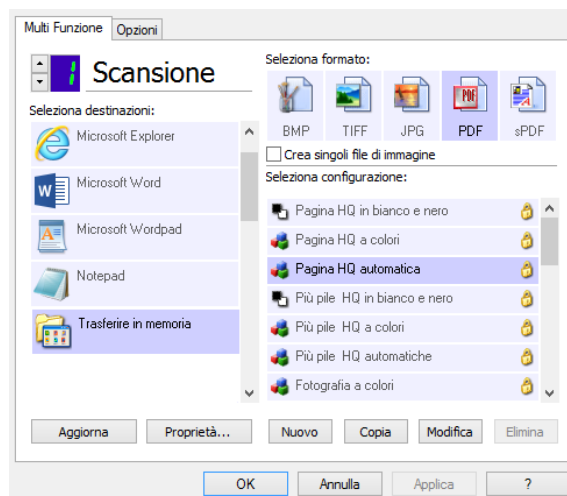 Multi Funzione
Opzioni
1 Scansione
Seleziona destinazioni:
Microsoft Explorer
Microsoft Word
Microsoft Wordpad
Notepad
Trasferire in memoria
Aggiorna
Proprietà...
Seleziona formato:
BMP
TIFF
JPG
PDF
sPDF
Crea singoli file di immagine
Seleziona configurazione:
Pagina HQ in bianco e nero
Pagina HQ a colori
Pagina HQ automatica
Più pile HQ in bianco e nero
Più pile HQ a colori
Più pile HQ automatiche
Fotografia a colori
Nuovo
Copia
Modifica
Elimina
OK
Annulla
Applica
?